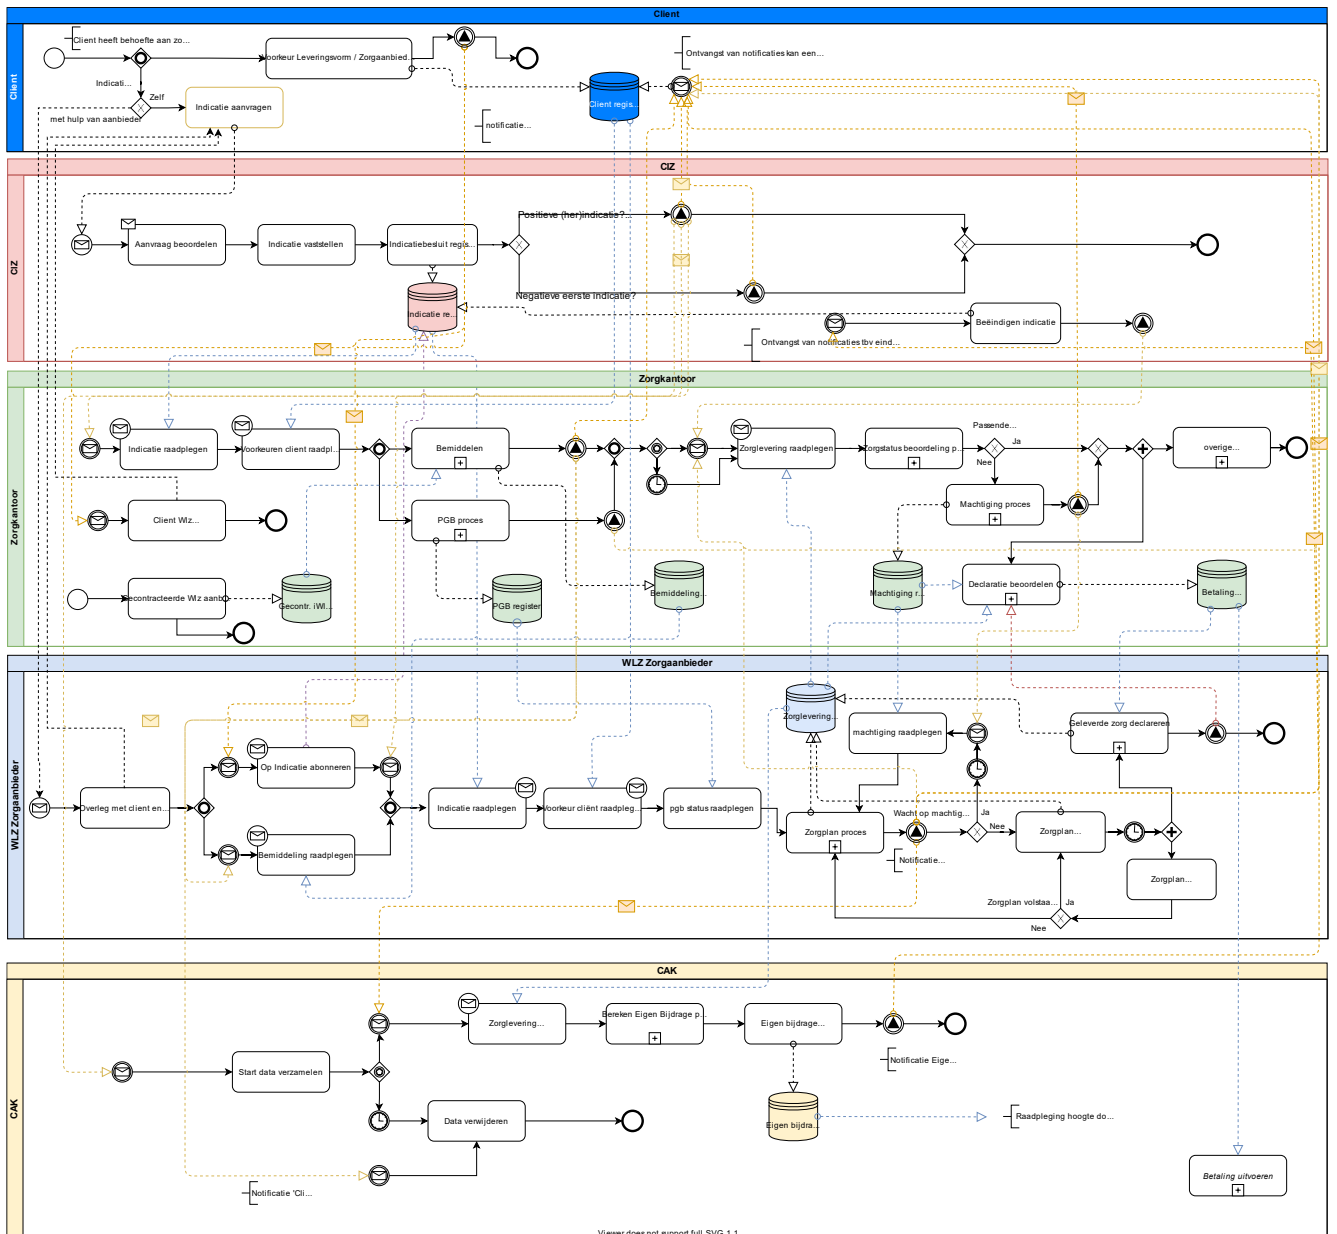 Client
Client
Client heeft behoefte aan zo...
Voorkeur Leveringsvorm / Zorgaanbied...
Ontvangst van notificaties kan een...
Indicati...
Zelf
Indicatie aanvragen
met hulp van aanbieder
Client regis...
notificatie...
CIZ
CIZ
Positieve (her)indicatie?...
Aanvraag beoordelen
Indicatie vaststellen
Indicatiebesluit regis...
Negatieve eerste indicatie?
Indicatie re...
Beëindigen indicatie
Ontvangst van notificaties tbv eind...
Zorgkantoor
Zorgkantoor
Passende...
Indicatie raadplegen
Voorkeuren client raadpl...
Bemiddelen
Zorglevering raadplegen
Zorgstatus beoordeling p...
Ja
overige...
Nee
Machtiging proces
Client Wlz...
PGB proces
Gecontracteerde Wlz aanb
Gecontr. iWl...
PGB register
Bemiddeling...
Machtiging r...
Declaratie beoordelen
Betaling...
WLZ Zorgaanbieder
WLZ Zorgaanbieder
Zorglevering...
machtiging raadplegen
Geleverde zorg declareren
Op Indicatie abonneren
Overleg met client en...
Indicatie raadplegen
Voorkeur cliënt raadpleg...
pgb status raadplegen
Wacht op machtig...
Ja
Zorgplan proces
Nee
Zorgplan...
Bemiddeling raadplegen
Notificatie...
Zorgplan...
Zorgplan volstaa...
Ja
Nee
CAK
CAK
Zorglevering...
Bereken Eigen Bijdrage p...
Eigen bijdrage...
Notificatie Eige...
Start data verzamelen
Data verwijderen
Eigen bijdra...
Raadpleging hoogte do...
Betaling uitvoeren
Notificatie 'Cli...
Viewer does not support full SVG 1.1